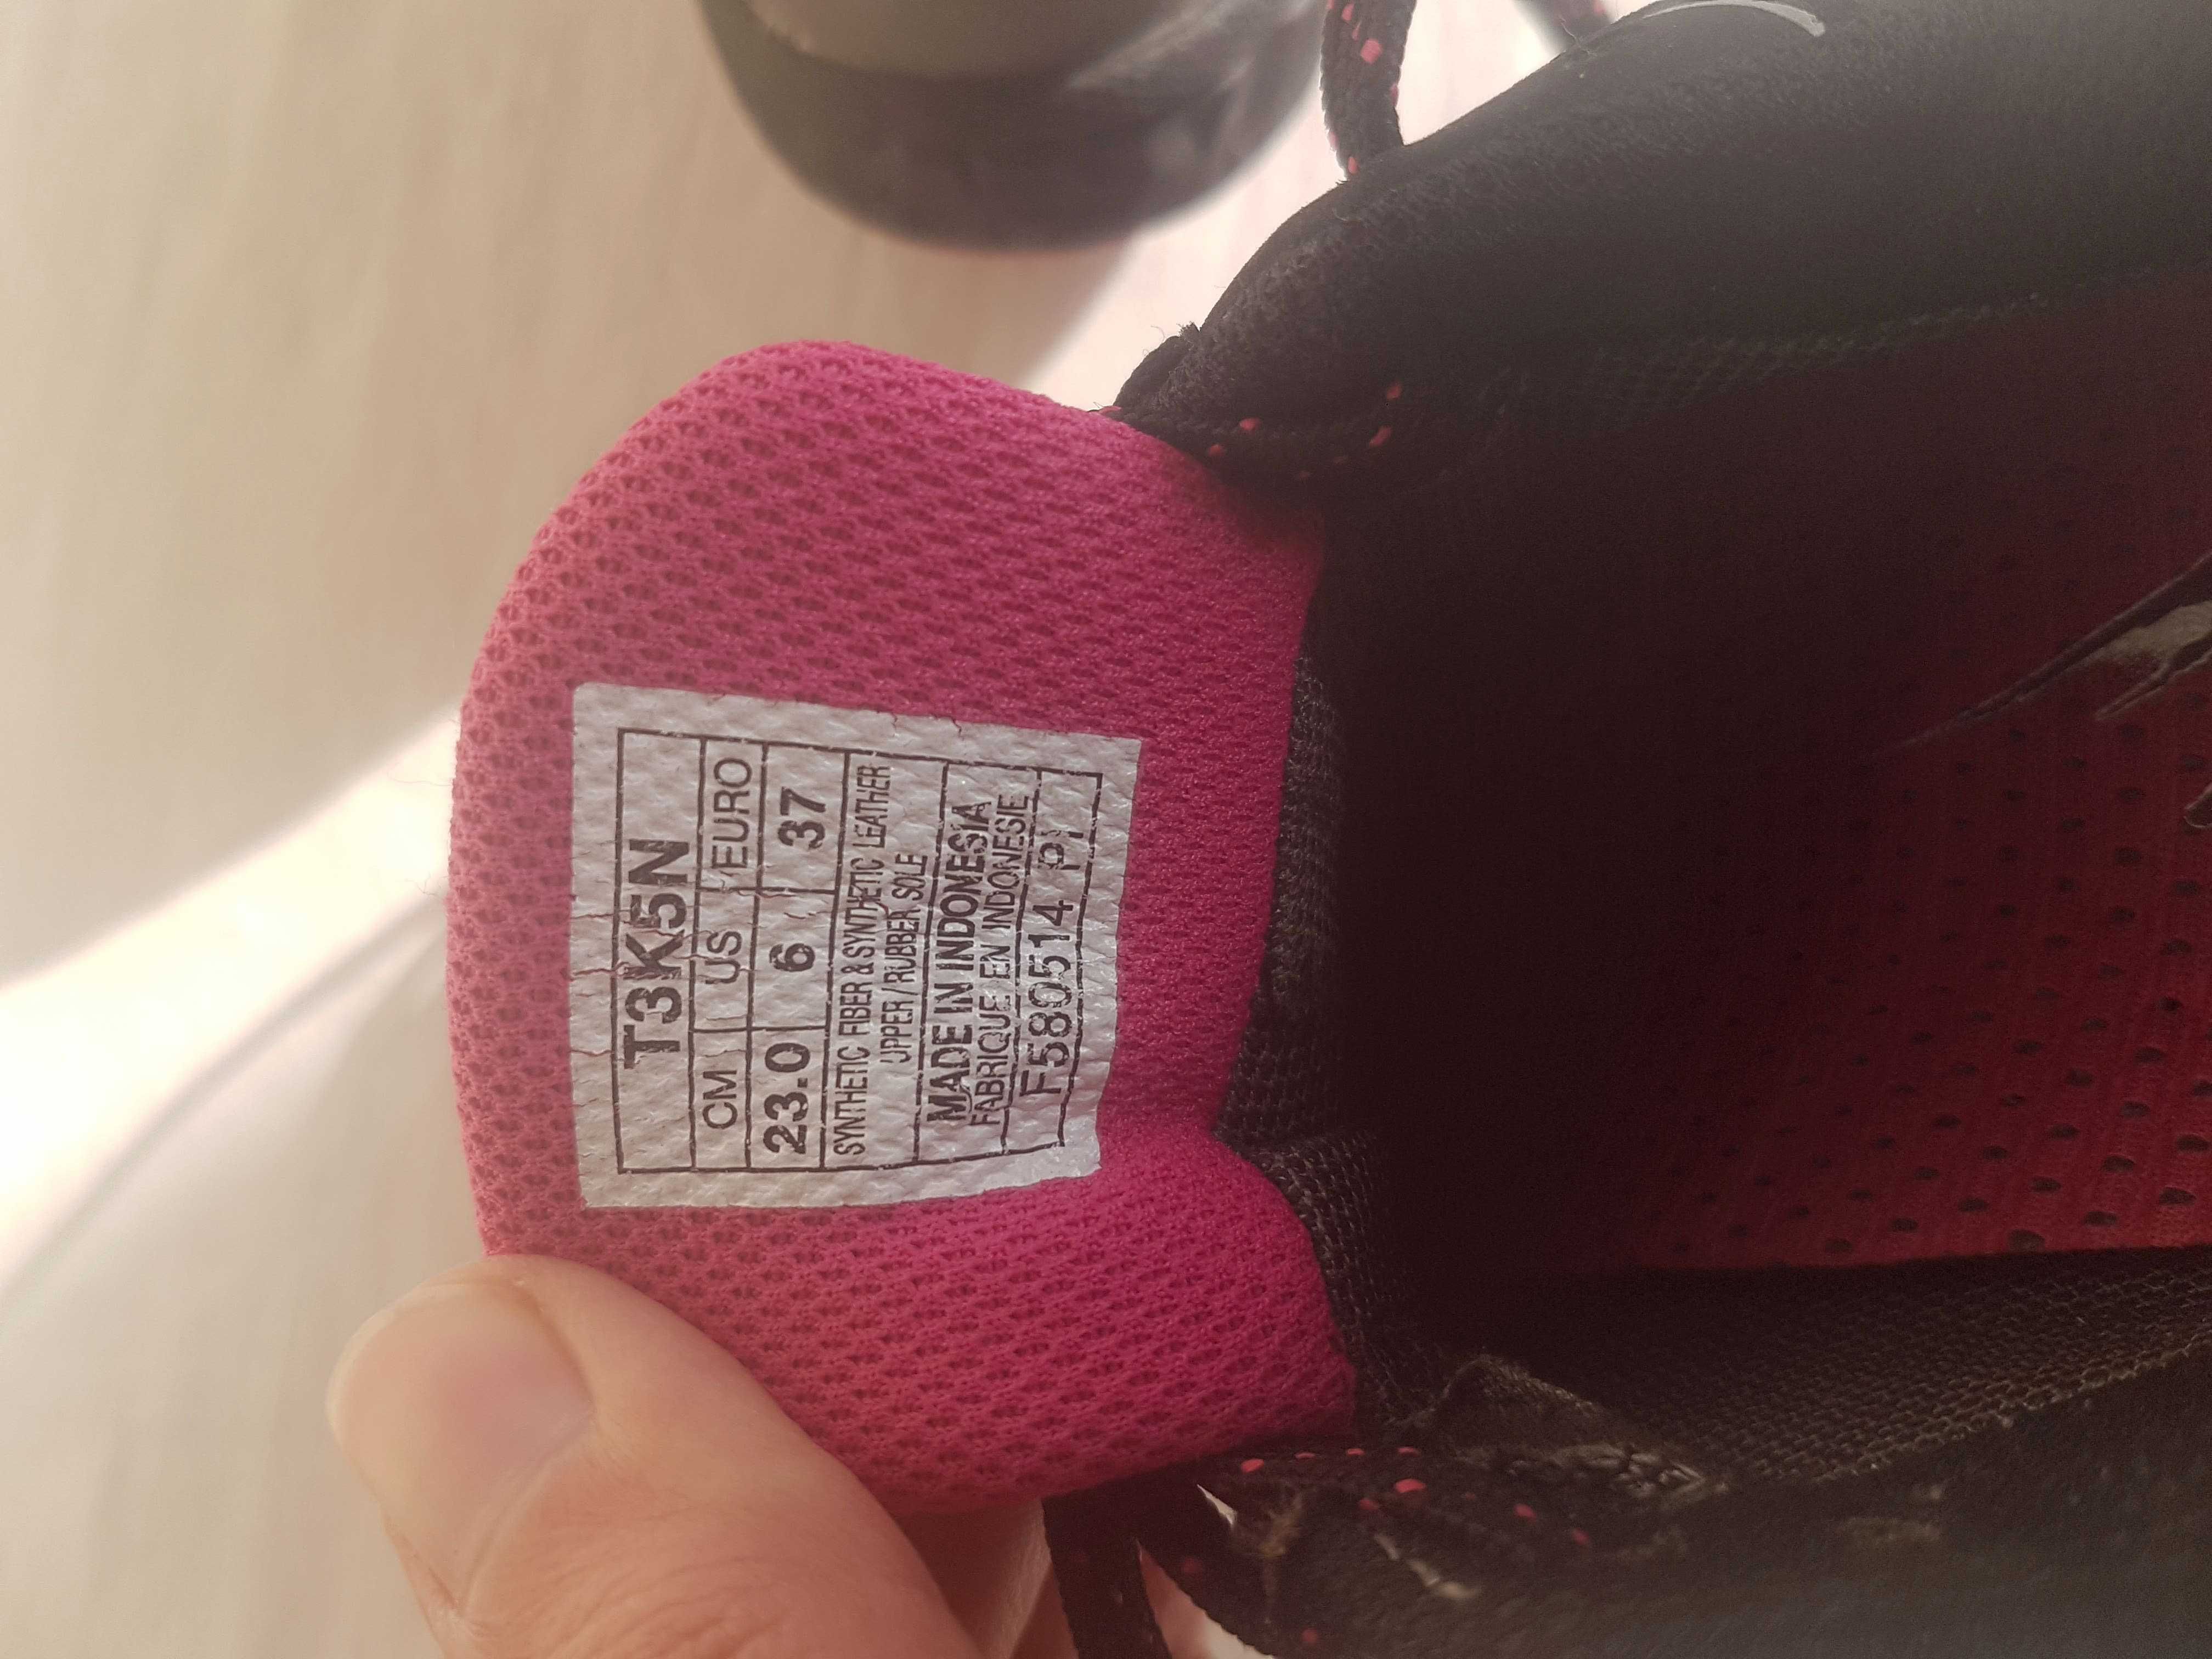 T3K5N
CM US EURO
23.0 6 37
SYNTHETIC FIBER & SYNTHETIC LEATHER
UPPER / RUBBER SOLE
MADE IN INDONESIA
FABRIQUE EN INDONESIE
F580514